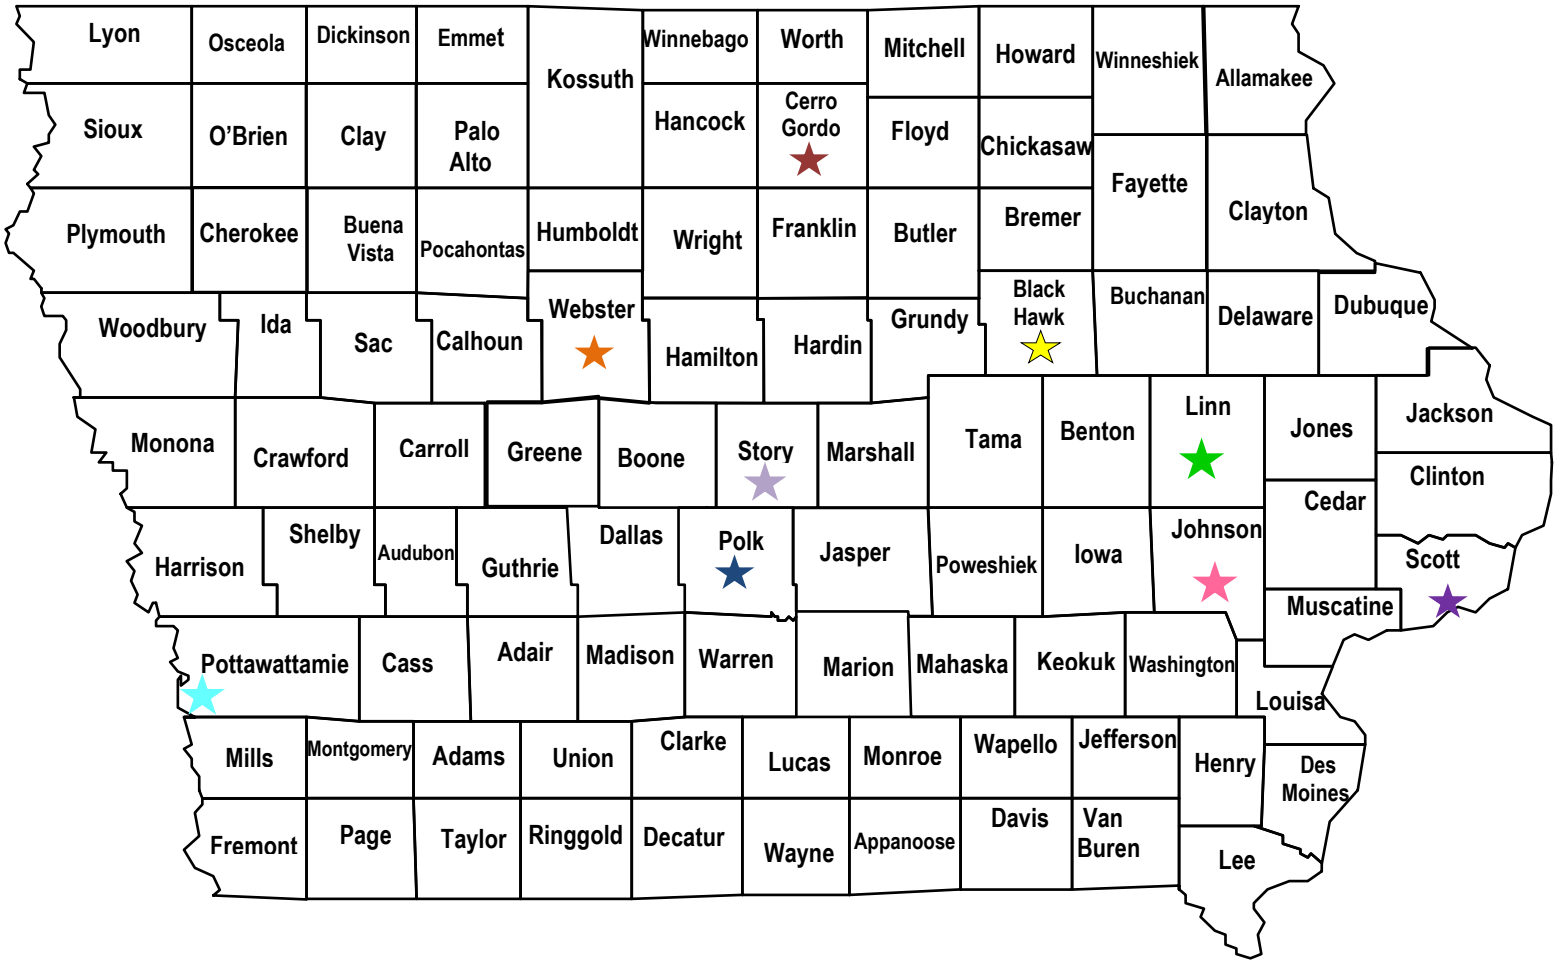 Lyon
Osceola
Dickinson
Emmet
Kossuth
Winnebago
Worth
Mitchell
Howard
Winneshiek
Allamakee
Sioux
O’Brien
Clay
Palo
Alto
Hancock
Cerro
Gordo
Floyd
Chickasaw
Fayette
Clayton
Plymouth
Cherokee
Buena
Vista
Pocahontas
Humboldt
Wright
Franklin
Butler
Bremer
Woodbury
Ida
Sac
Calhoun
Webster
Hamilton
Hardin
Grundy
Black
Hawk
Buchanan
Delaware
Dubuque
Monona
Crawford
Carroll
Greene
Boone
Story
Marshall
Tama
Benton
Linn
Jones
Jackson
Clinton
Cedar
Harrison
Shelby
Audubon
Guthrie
Dallas
Polk
Jasper
Poweshiek
Iowa
Johnson
Scott
Muscatine
Pottawattamie
Cass
Adair
Madison
Warren
Marion
Mahaska
Keokuk
Washington
Louisa
Mills
Montgomery
Adams
Union
Clarke
Lucas
Monroe
Wapello
Jefferson
Henry
Des
Moines
Fremont
Page
Taylor
Ringgold
Decatur
Wayne
Appanoose
Davis
Van
Buren
Lee